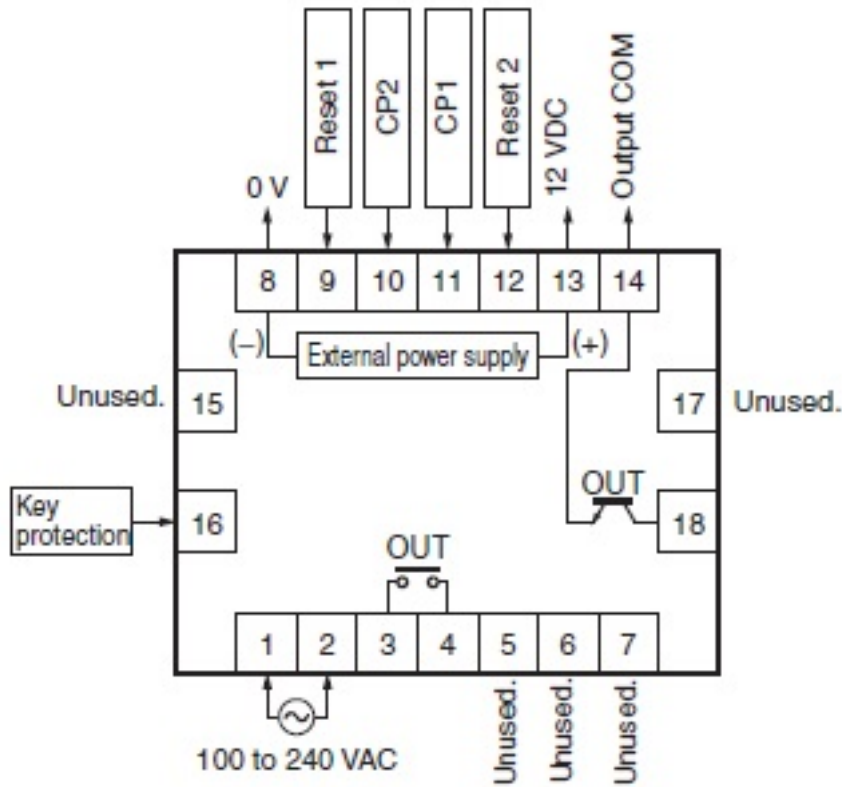 Reset 1
CP2
CP1
Reset 2
12 VDC
Output COM
0 V
8 9 10 11 12 13 14
(−) External power supply (+)
Unused. 15
17 Unused.
Key
protection
16
OUT
18
OUT
1 2 3 4 5 6 7
Unused.
Unused.
Unused.
100 to 240 VAC